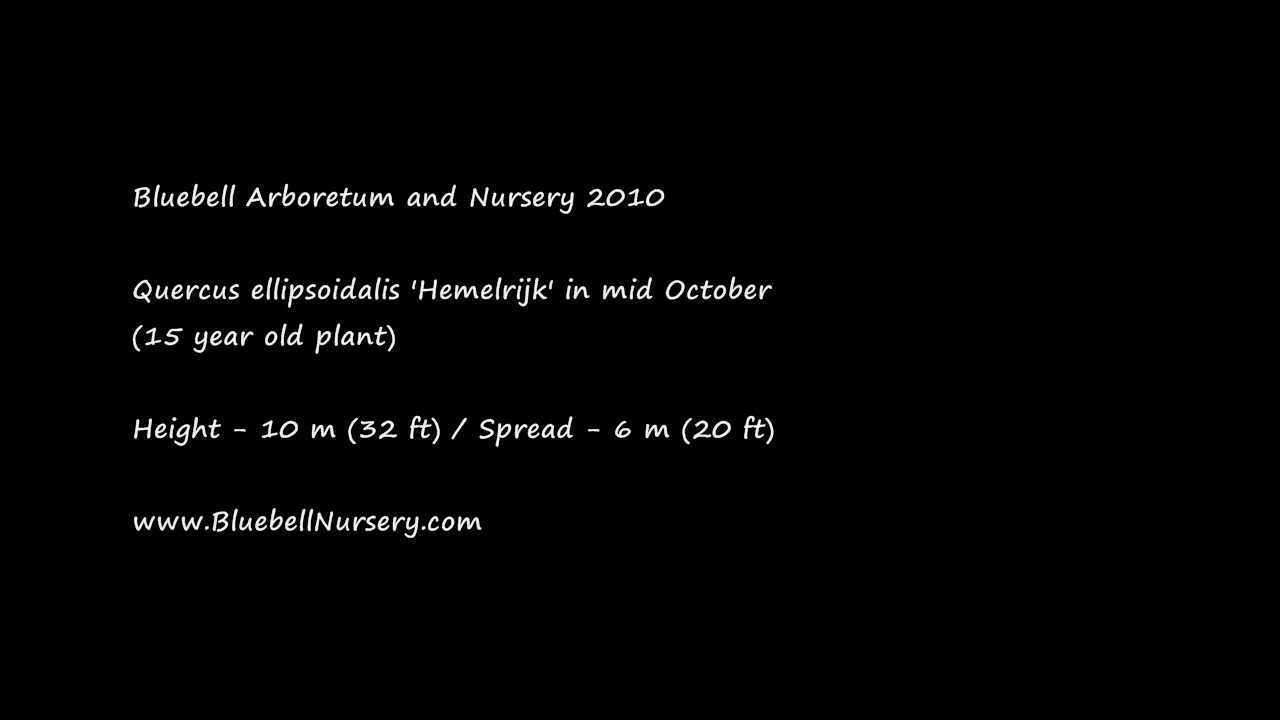 Bluebell Arboretum and Nursery 2010
Quercus ellipsoidalis 'Hemelrijk' in mid October
(15 year old plant)
Height - 10 m (32 ft) / Spread - 6 m (20 ft)
www.BluebellNursery.com